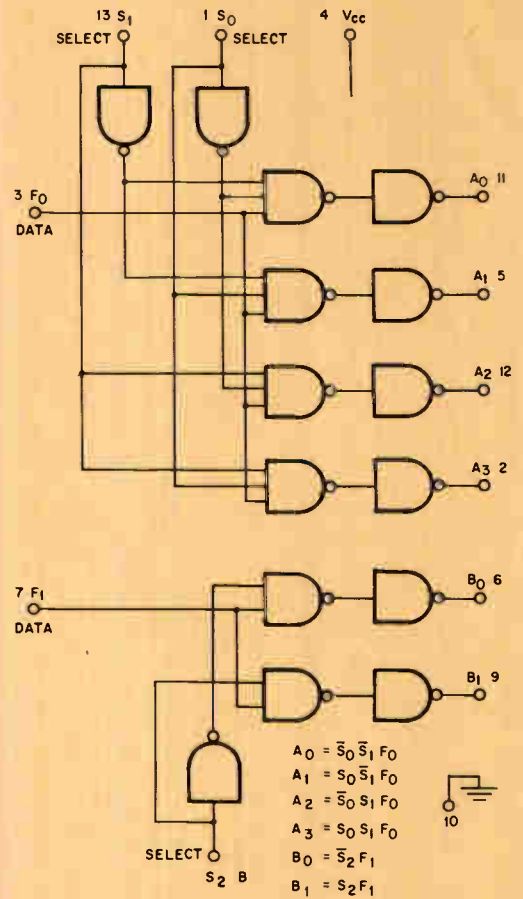 13 S1
SELECT
1 S0
SELECT
4 VCC
3 F0
DATA
A0 11
A1 5
A2 12
A3 2
7 F1
DATA
B0 6
B1 9
SELECT
S2 B
A0 = S̅0 S̅1 F0
A1 = S0 S̅1 F0
A2 = S̅0 S1 F0
A3 = S0 S1 F0
B0 = S̅2 F1
B1 = S2 F1
10